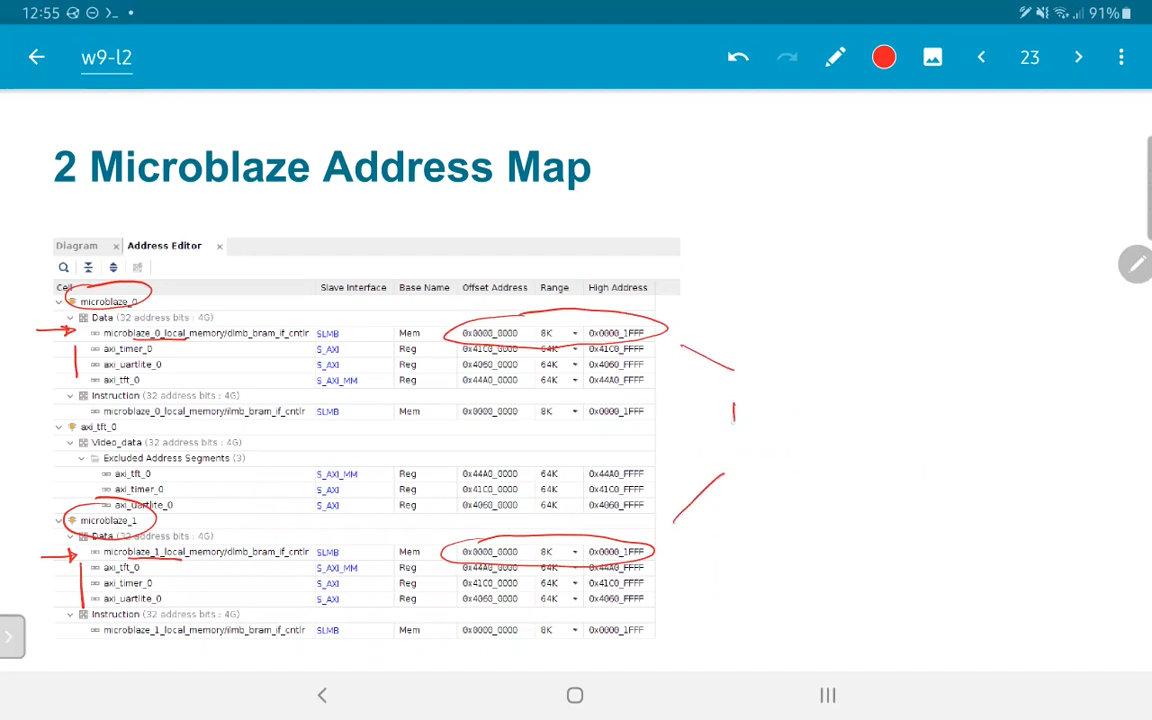 12:55 91%
w9-l2 23
2 Microblaze Address Map
Diagram Address Editor
Cell Slave Interface Base Name Offset Address Range High Address
microblaze_0
Data (32 address bits : 4G)
microblaze_0_local_memory/dlmb_bram_if_cntlr SLMB Mem 0x0000_0000 8K 0x0000_1FFF
axi_timer_0 S_AXI Reg 0x41C0_0000 64K 0x41C0_FFFF
axi_uartlite_0 S_AXI Reg 0x4060_0000 64K 0x4060_FFFF
axi_tft_0 S_AXI_MM Reg 0x44A0_0000 64K 0x44A0_FFFF
Instruction (32 address bits : 4G)
microblaze_0_local_memory/ilmb_bram_if_cntlr SLMB Mem 0x0000_0000 8K 0x0000_1FFF
axi_tft_0
Video_data (32 address bits : 4G)
Excluded Address Segments (3)
axi_tft_0 S_AXI_MM Reg 0x44A0_0000 64K 0x44A0_FFFF
axi_timer_0 S_AXI Reg 0x41C0_0000 64K 0x41C0_FFFF
axi_uartlite_0 S_AXI Reg 0x4060_0000 64K 0x4060_FFFF
microblaze_1
Data (32 address bits : 4G)
microblaze_1_local_memory/dlmb_bram_if_cntlr SLMB Mem 0x0000_0000 8K 0x0000_1FFF
axi_tft_0 S_AXI_MM Reg 0x44A0_0000 64K 0x44A0_FFFF
axi_timer_0 S_AXI Reg 0x41C0_0000 64K 0x41C0_FFFF
axi_uartlite_0 S_AXI Reg 0x4060_0000 64K 0x4060_FFFF
Instruction (32 address bits : 4G)
microblaze_1_local_memory/ilmb_bram_if_cntlr SLMB Mem 0x0000_0000 8K 0x0000_1FFF